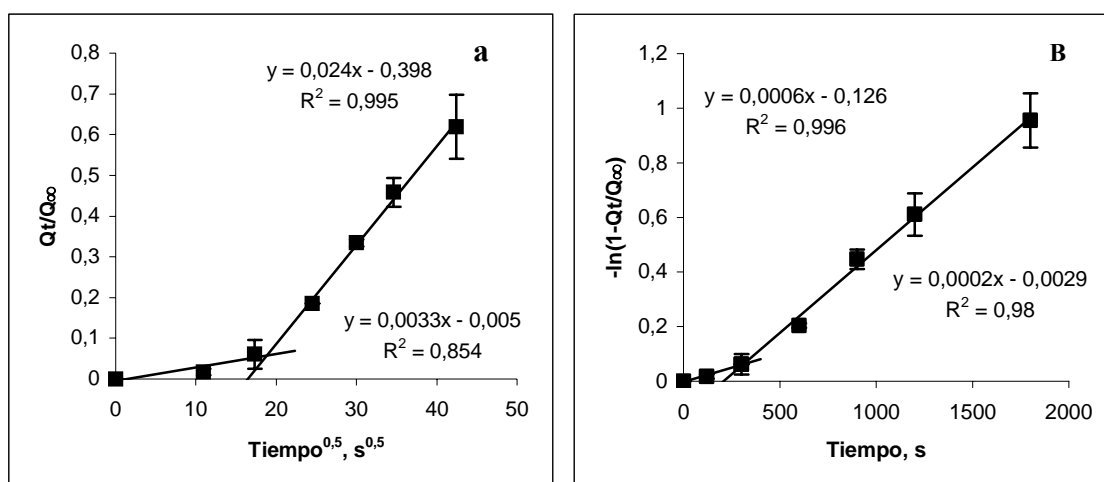 a
0,8
0,7
0,6
0,5
0,4
0,3
0,2
0,1
0
Qt/Q∞
y = 0,024x - 0,398
R² = 0,995
y = 0,0033x - 0,005
R² = 0,854
0 10 20 30 40 50
Tiempo⁰,⁵, s⁰,⁵
B
1,2
1
0,8
0,6
0,4
0,2
0
-ln(1-Qt/Q∞)
y = 0,0006x - 0,126
R² = 0,996
y = 0,0002x - 0,0029
R² = 0,98
0 500 1000 1500 2000
Tiempo, s